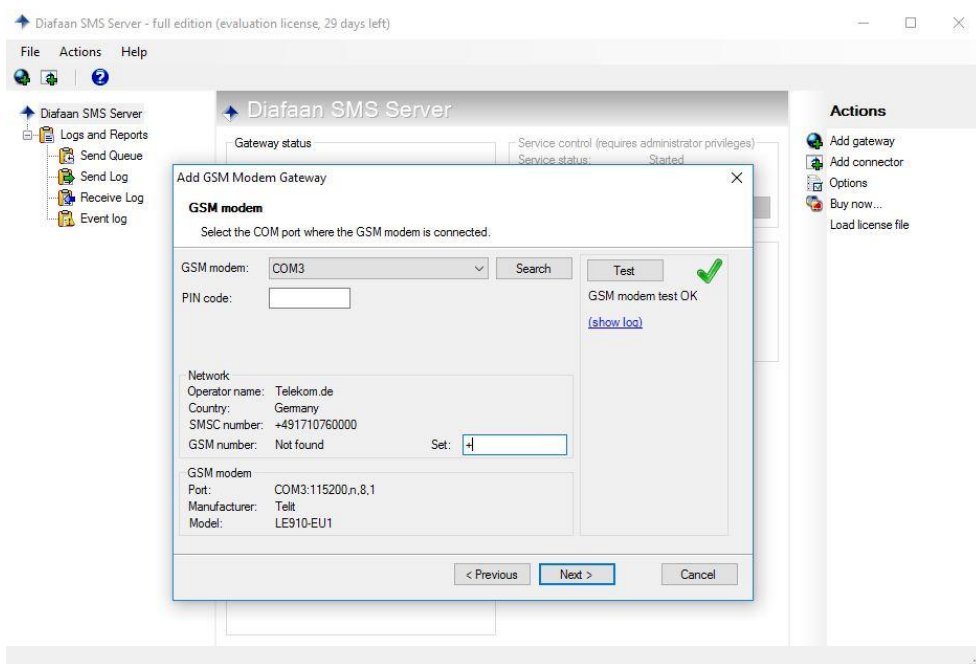 Diafaan SMS Server - full edition (evaluation license, 29 days left)
File Actions Help
Diafaan SMS Server
Logs and Reports
Send Queue
Send Log
Receive Log
Event log
Diafaan SMS Server
Gateway status
Service control (requires administrator privileges)
Service status: Started
Add GSM Modem Gateway
GSM modem
Select the COM port where the GSM modem is connected.
GSM modem: COM3 Search
PIN code:
Test
GSM modem test OK
(show log)
Network
Operator name: Telekom.de
Country: Germany
SMSC number: +491710760000
GSM number: Not found Set: +
GSM modem
Port: COM3:115200,n,8,1
Manufacturer: Telit
Model: LE910-EU1
< Previous Next > Cancel
Actions
Add gateway
Add connector
Options
Buy now...
Load license file